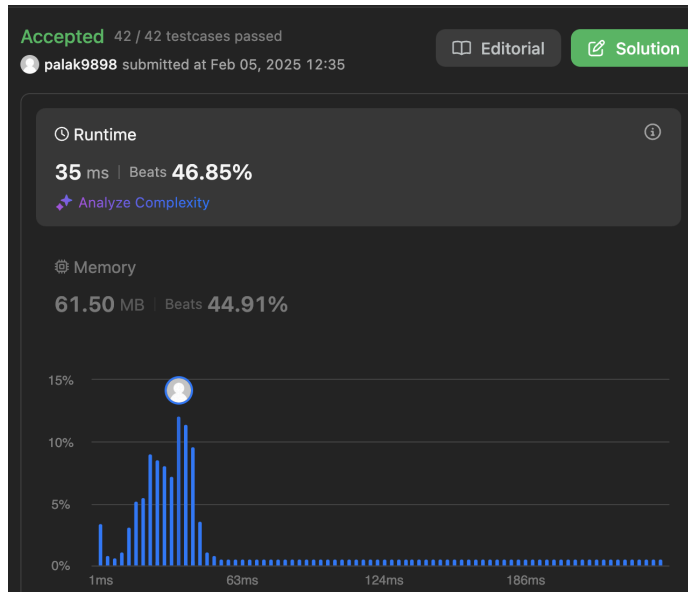 Accepted 42 / 42 testcases passed
palak9898 submitted at Feb 05, 2025 12:35
Editorial
Solution
Runtime
35 ms | Beats 46.85%
Analyze Complexity
Memory
61.50 MB | Beats 44.91%
15%
10%
5%
0%
1ms 63ms 124ms 186ms